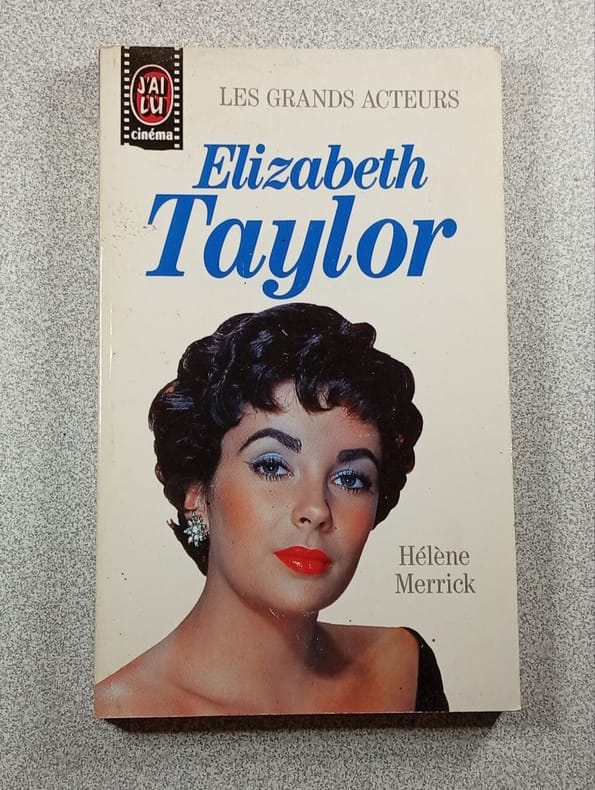 J'AI
LU
cinéma
LES GRANDS ACTEURS
Elizabeth
Taylor
Hélène
Merrick